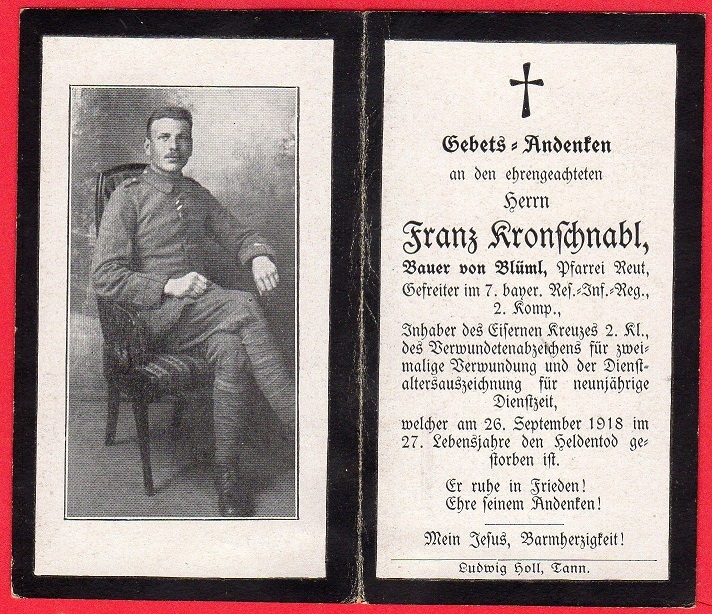 Gebets-Andenken
an den ehrengeachteten
Herrn
Franz Kronschnabl,
Bauer von Blüml, Pfarrei Reut,
Gefreiter im 7. bayer. Res.-Inf.-Reg.,
2. Komp.,
Inhaber des Eisernen Kreuzes 2. Kl.,
des Verwundetenabzeichens für zwei-
malige Verwundung und der Dienst-
altersauszeichnung für neunjährige
Dienstzeit,
welcher am 26. September 1918 im
27. Lebensjahre den Heldentod ge-
storben ist.
Er ruhe in Frieden!
Ehre seinem Andenken!
Mein Jesus, Barmherzigkeit!
Ludwig Holl, Tann.